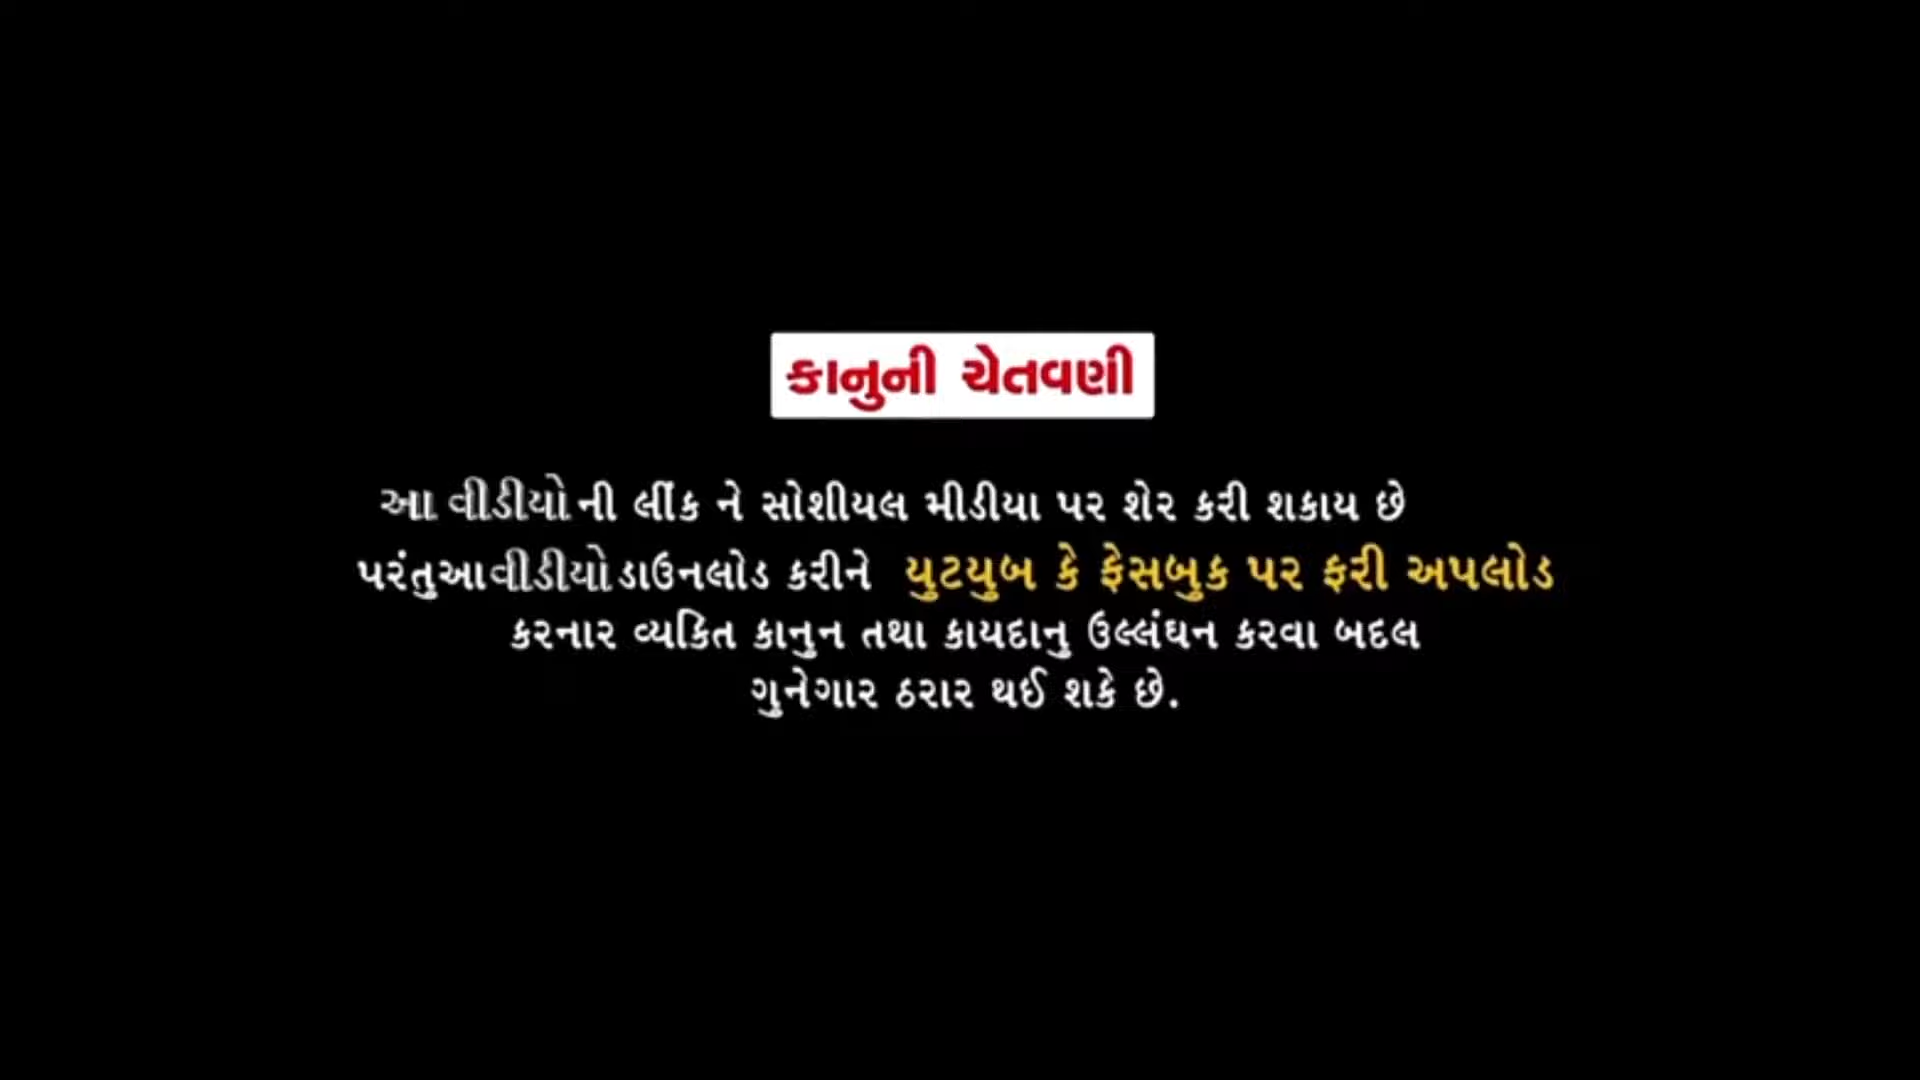 કાનુની ચેતવણી
આ વીડીયો ની લીંક ને સોશીયલ મીડીયા પર શેર કરી શકાય છે
પરંતુઆવીડીયો ડાઉનલોડ કરીને યુટયુબ કે ફેસબુક પર ફરી અપલોડ
કરનાર વ્યકિત કાનુન તથા કાયદાનુ ઉલ્લંઘન કરવા બદલ
ગુનેગાર ઠરાર થઈ શકે છે.